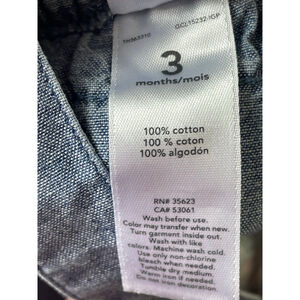 GCL15232-IGP
3
months/mois
100% cotton
100% coton
100% algodón
RN# 35623
CA# 53061
Wash before use.
Color may transfer when new.
Turn garment inside out.
Wash with like
colors. Machine wash cold.
Use only non-chlorine
bleach when needed.
Tumble dry medium.
Warm iron if needed.
Do not iron decoration.